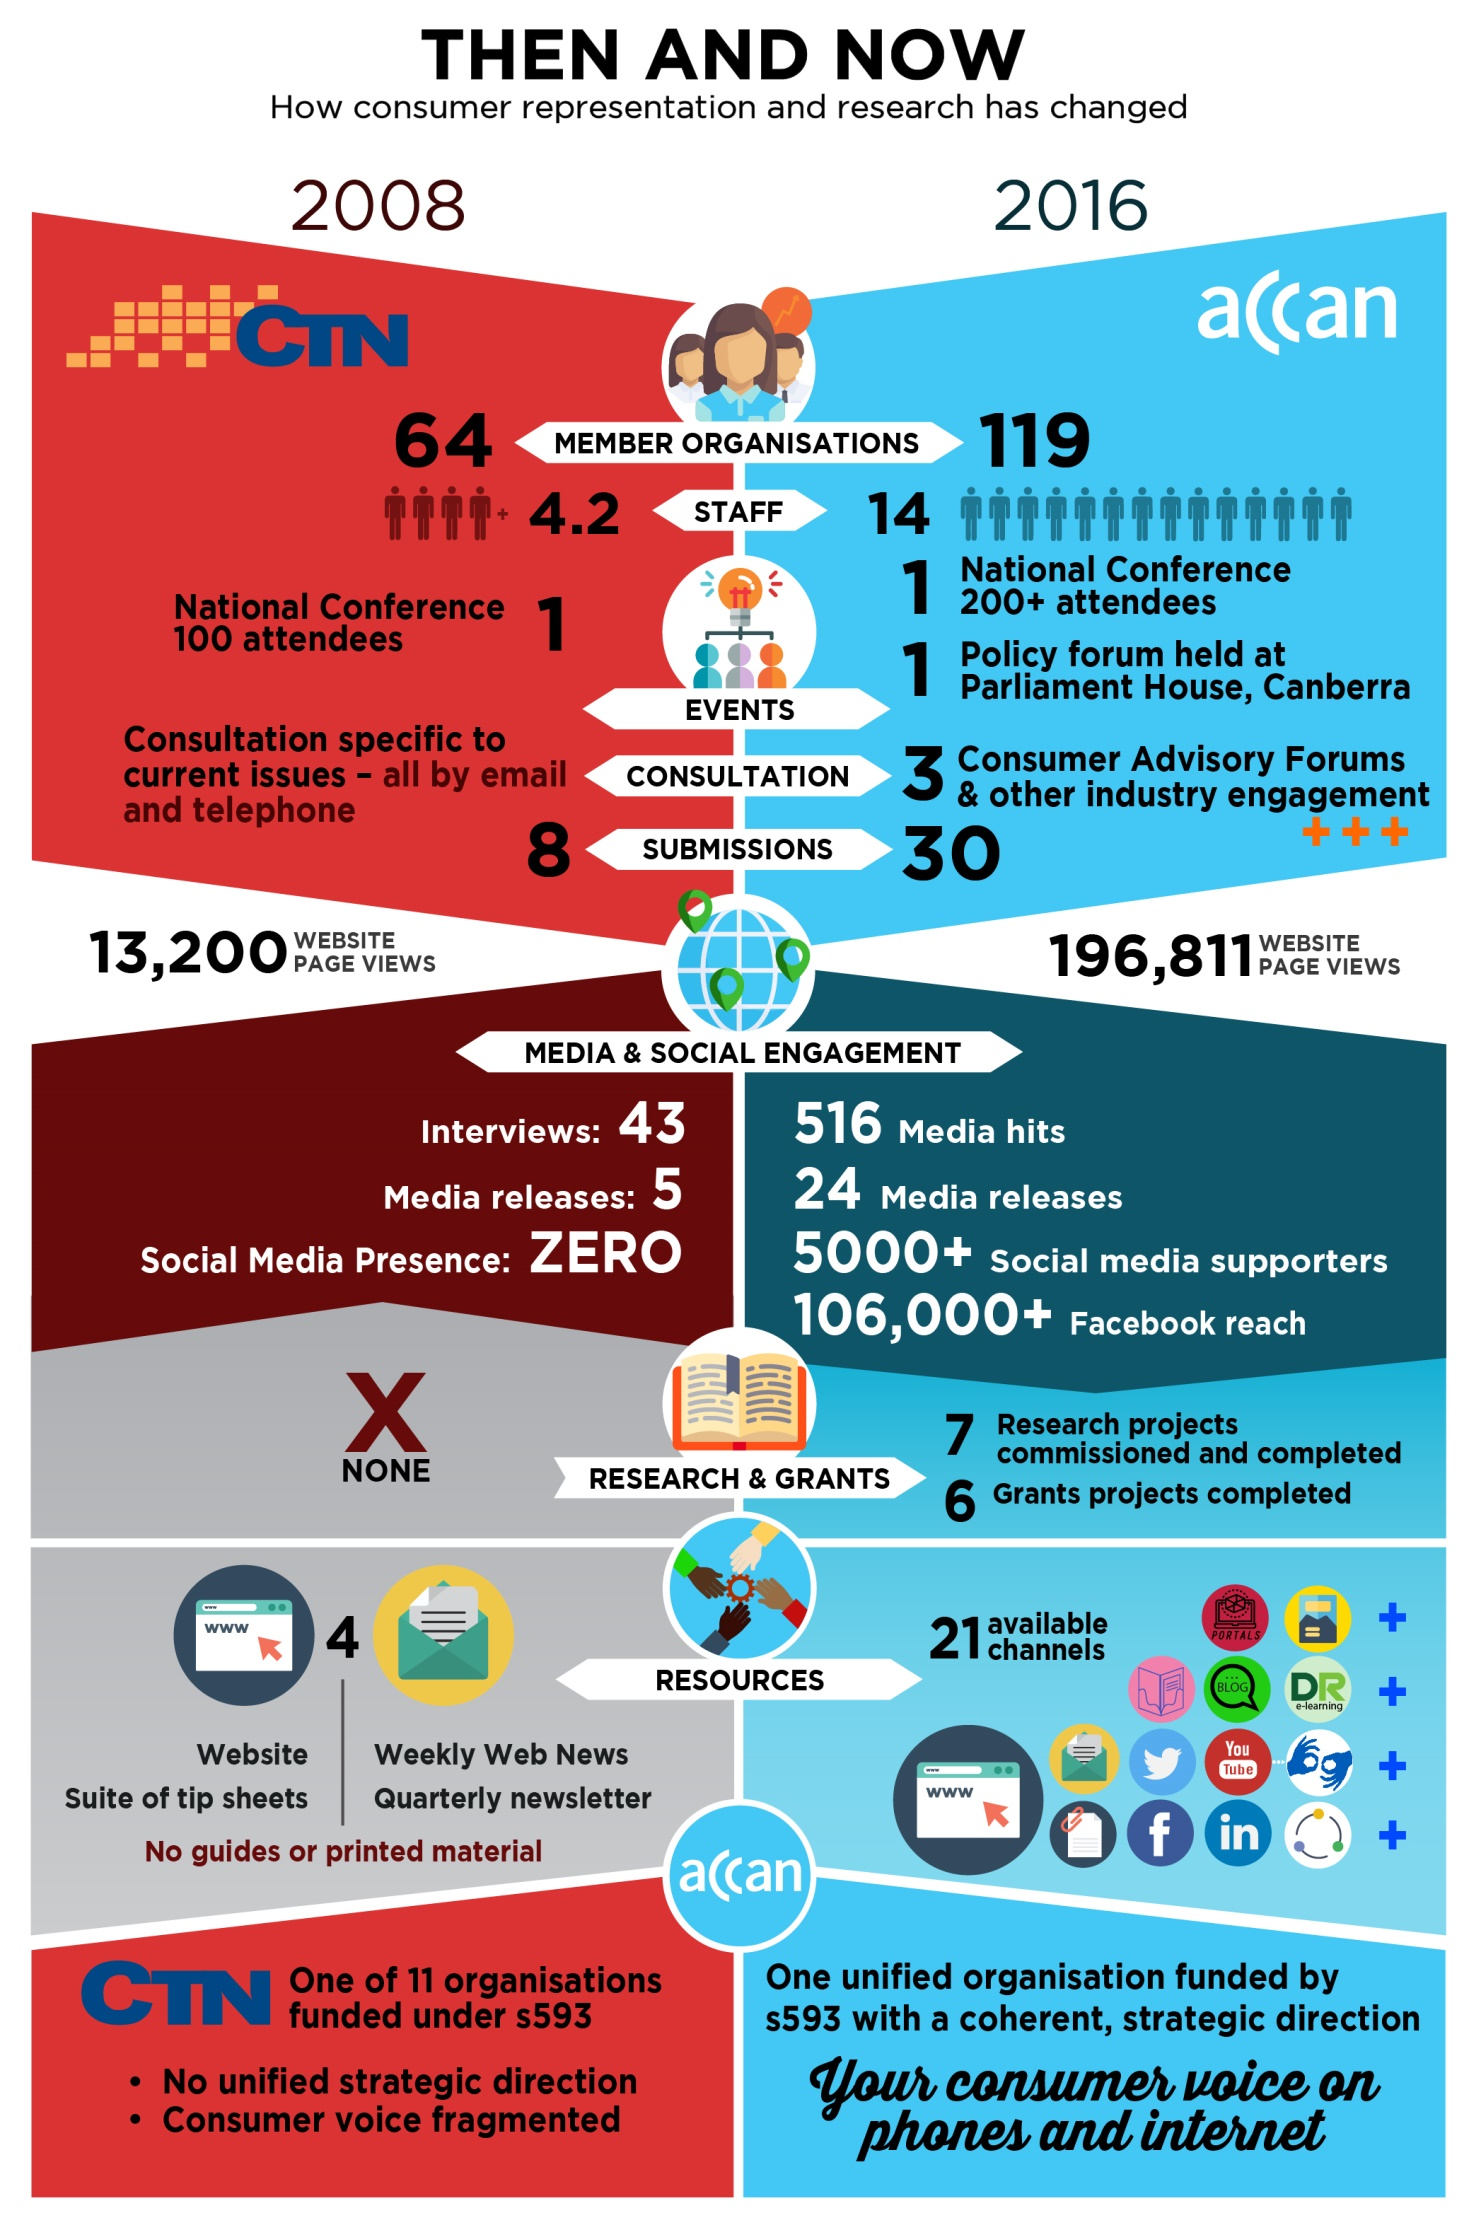 THEN AND NOW
How consumer representation and research has changed
2008
2016
CTN
accan
64
MEMBER ORGANISATIONS
119
+ 4.2
STAFF
14
National Conference
100 attendees
1
1
National Conference
200+ attendees
1
Policy forum held at
Parliament House, Canberra
EVENTS
Consultation specific to
current issues – all by email
and telephone
CONSULTATION
3
Consumer Advisory Forums
& other industry engagement
+ + +
8
SUBMISSIONS
30
13,200
WEBSITE
PAGE VIEWS
196,811
WEBSITE
PAGE VIEWS
MEDIA & SOCIAL ENGAGEMENT
Interviews: 43
Media releases: 5
Social Media Presence: ZERO
516 Media hits
24 Media releases
5000+ Social media supporters
106,000+ Facebook reach
X
NONE
RESEARCH & GRANTS
7
Research projects
commissioned and completed
6 Grants projects completed
www
www
4
Website
Suite of tip sheets
Weekly Web News
Quarterly newsletter
No guides or printed material
RESOURCES
21
available
channels
PORTALS
+
BLOG
DR
e-learning
+
www
www
You
Tube
+
f
in
+
accan
CTN
One of 11 organisations
funded under s593
• No unified strategic direction
• Consumer voice fragmented
One unified organisation funded by
s593 with a coherent, strategic direction
Your consumer voice on
phones and internet